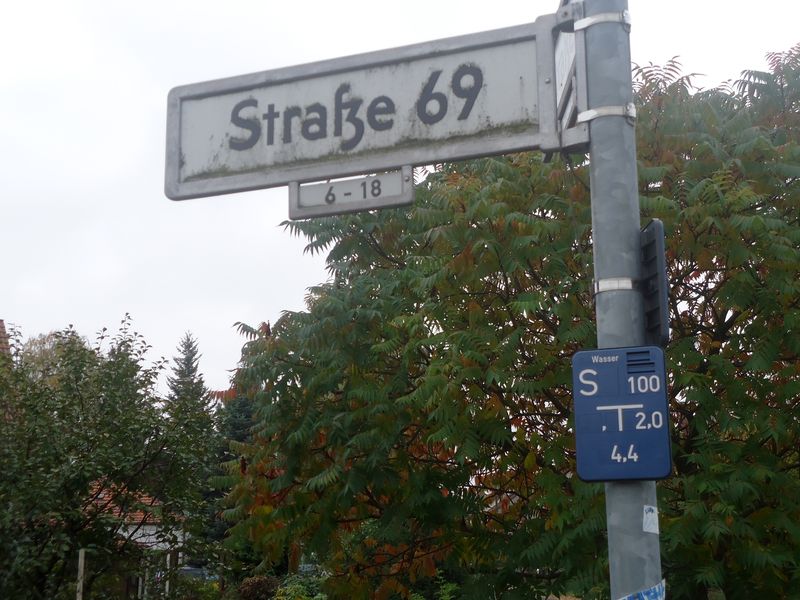 Straße 69
6 - 18
Wasser
S 100
T 2,0
4,4